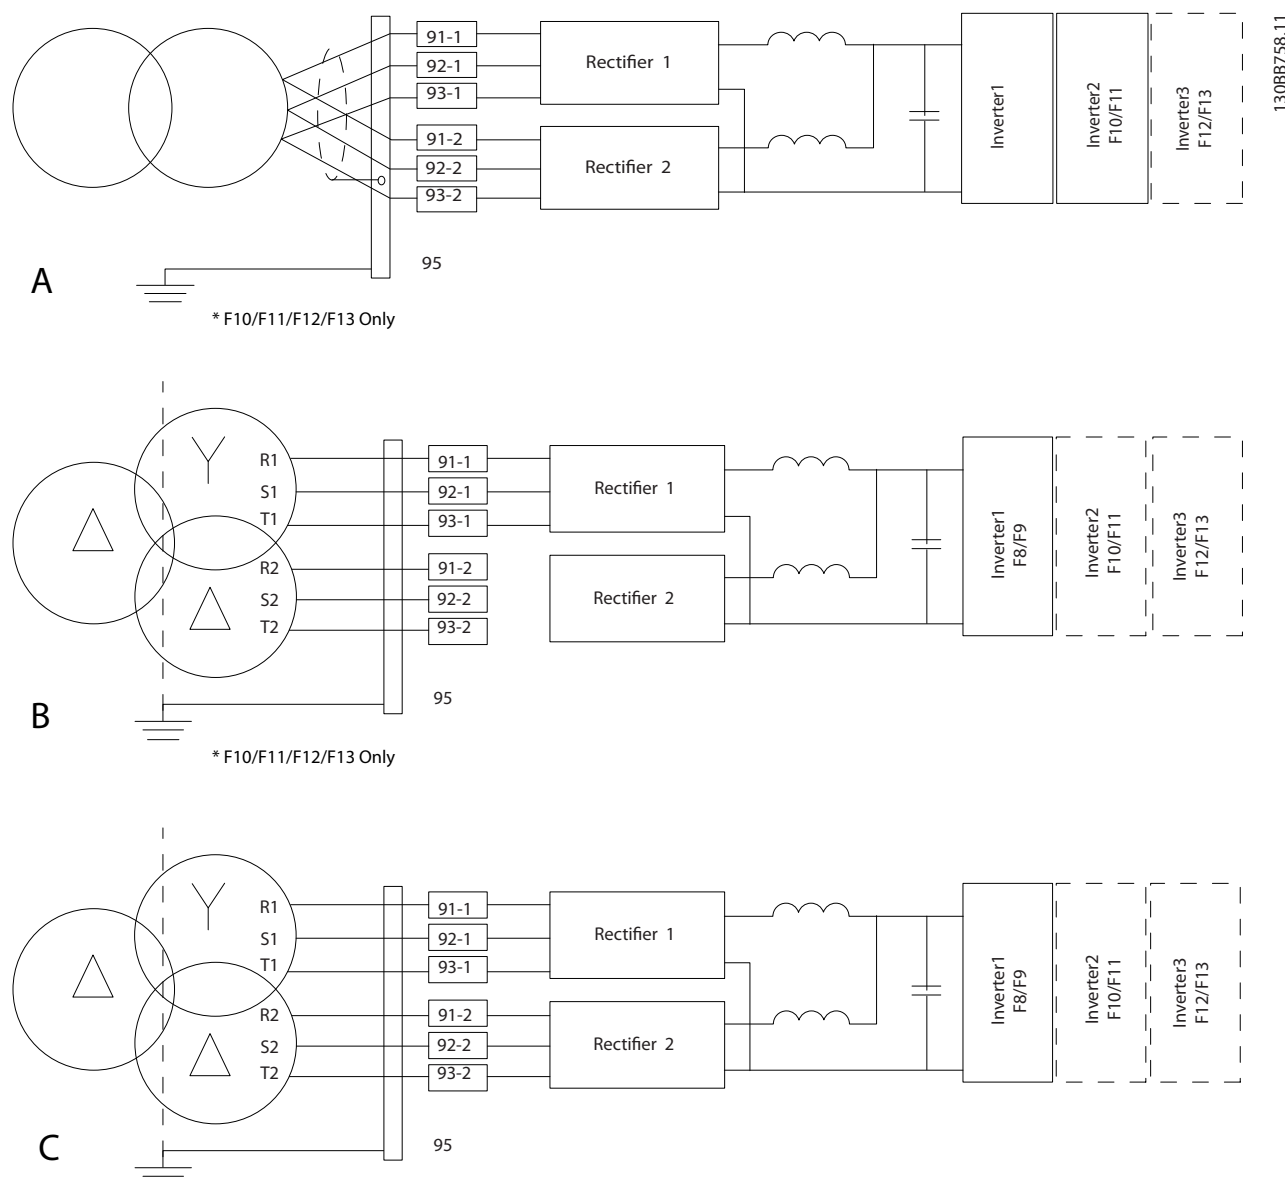 130BB758.11
91-1
92-1
93-1
Rectifier 1
91-2
92-2
93-2
Rectifier 2
Inverter1
Inverter2
F10/F11
Inverter3
F12/F13
95
A
* F10/F11/F12/F13 Only
R1
S1
T1
R2
S2
T2
91-1
92-1
93-1
Rectifier 1
91-2
92-2
93-2
Rectifier 2
Inverter1
F8/F9
Inverter2
F10/F11
Inverter3
F12/F13
95
B
* F10/F11/F12/F13 Only
R1
S1
T1
R2
S2
T2
91-1
92-1
93-1
Rectifier 1
91-2
92-2
93-2
Rectifier 2
Inverter1
F8/F9
Inverter2
F10/F11
Inverter3
F12/F13
95
C